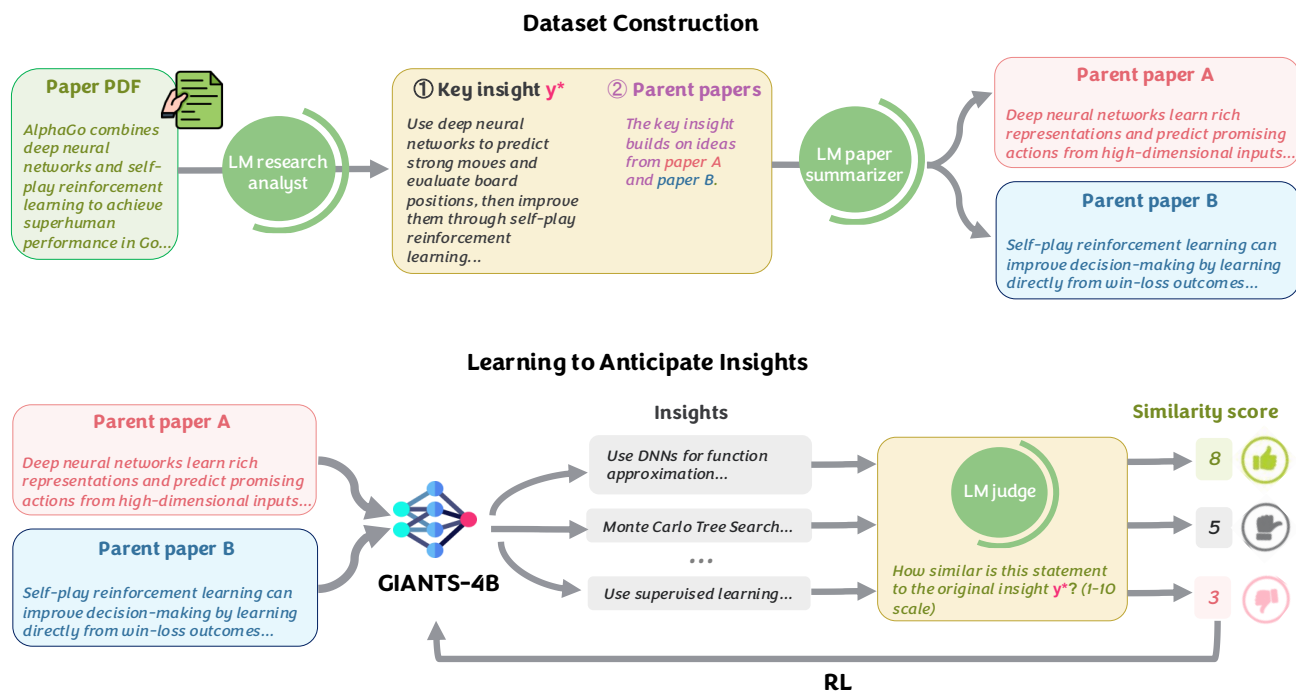 Dataset Construction
Paper PDF
AlphaGo combines
deep neural
networks and self-
play reinforcement
learning to achieve
superhuman
performance in Go...
LM research
analyst
① Key insight y*
Use deep neural
networks to predict
strong moves and
evaluate board
positions, then improve
them through self-play
reinforcement
learning...
② Parent papers
The key insight
builds on ideas
from paper A
and paper B.
LM paper
summarizer
Parent paper A
Deep neural networks learn rich
representations and predict promising
actions from high-dimensional inputs...
Parent paper B
Self-play reinforcement learning can
improve decision-making by learning
directly from win-loss outcomes...
Learning to Anticipate Insights
Parent paper A
Deep neural networks learn rich
representations and predict promising
actions from high-dimensional inputs...
Parent paper B
Self-play reinforcement learning can
improve decision-making by learning
directly from win-loss outcomes...
GIANTS-4B
Insights
Use DNNs for function
approximation...
Monte Carlo Tree Search...
...
Use supervised learning...
LM judge
How similar is this statement
to the original insight y*? (1-10
scale)
Similarity score
8
5
3
RL